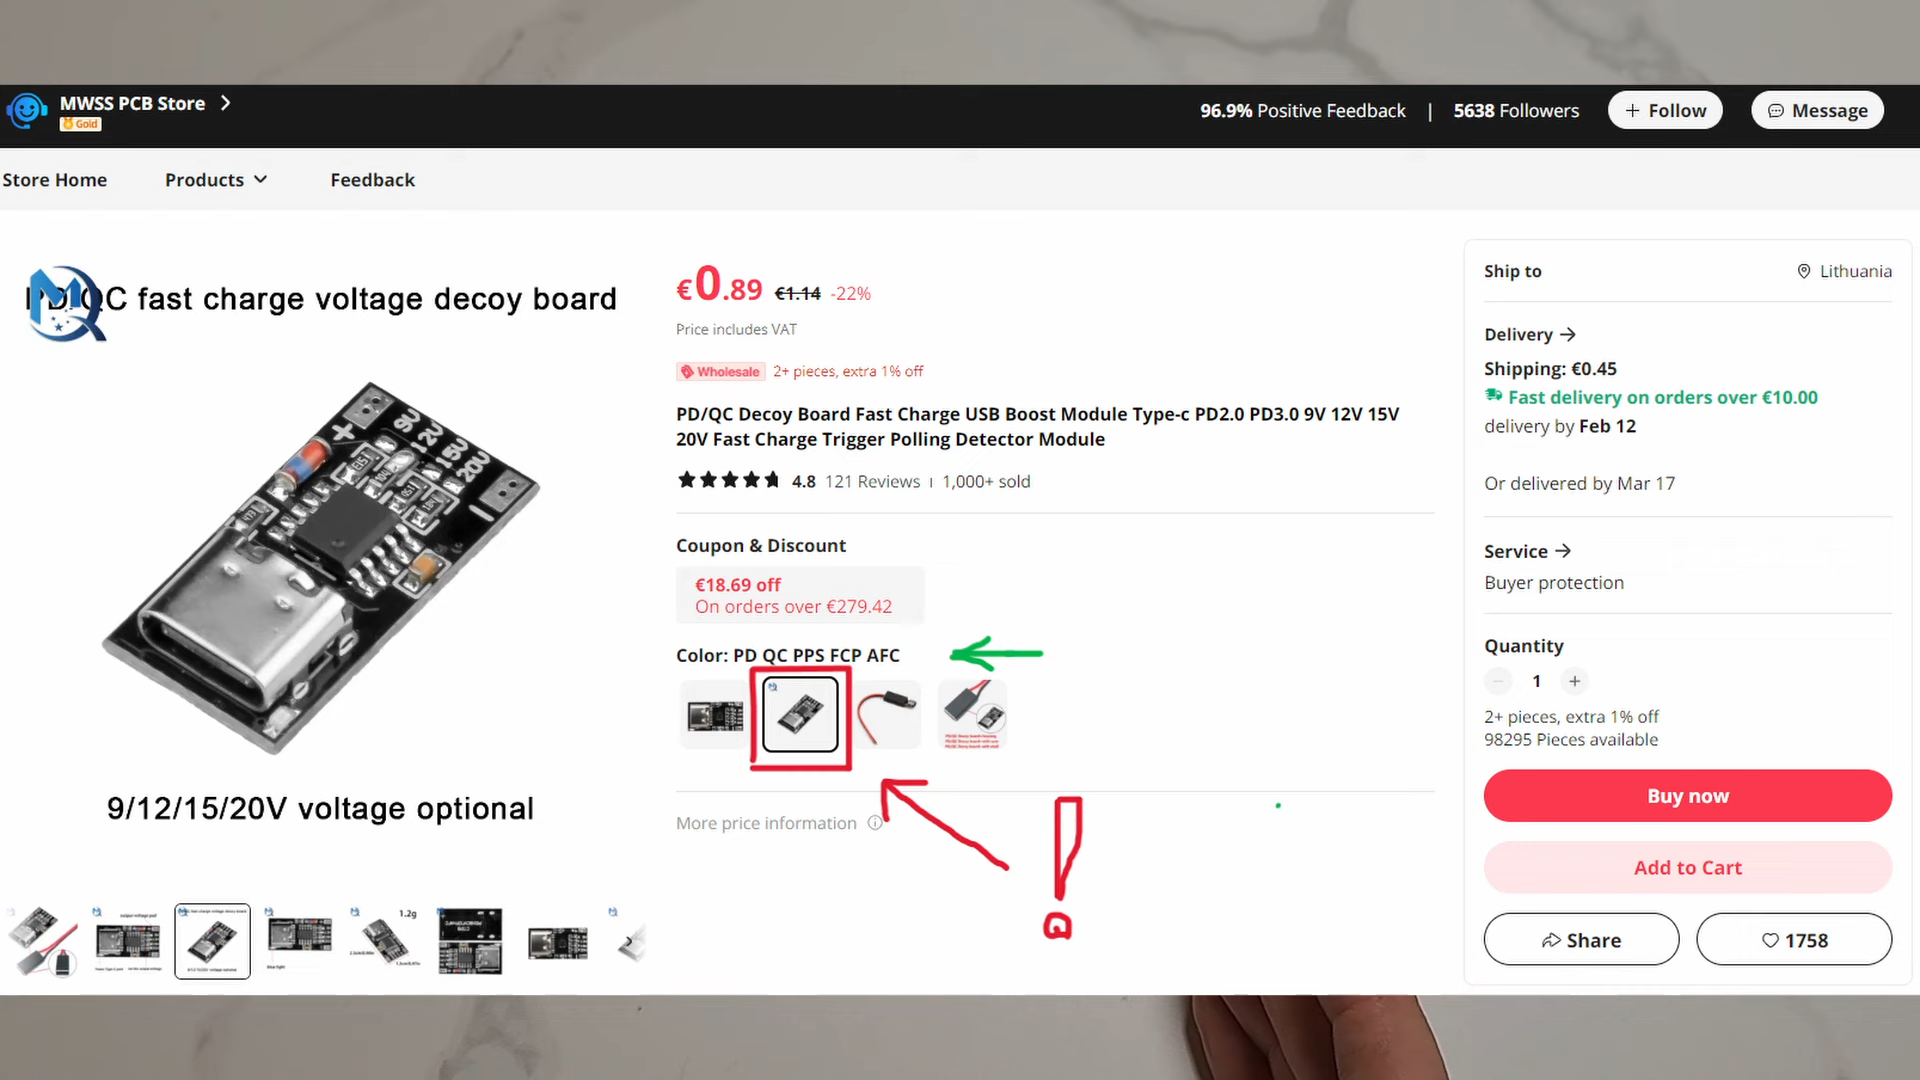 MWSS PCB Store
Gold
96.9% Positive Feedback | 5638 Followers
+ Follow
Message
Store Home
Products
Feedback
PD/QC fast charge voltage decoy board
+
9V
12V
15V
20V
9/12/15/20V voltage optional
1.2g
€0.89 €1.14 -22%
Price includes VAT
Wholesale 2+ pieces, extra 1% off
PD/QC Decoy Board Fast Charge USB Boost Module Type-c PD2.0 PD3.0 9V 12V 15V
20V Fast Charge Trigger Polling Detector Module
4.8 121 Reviews 1,000+ sold
Coupon & Discount
€18.69 off
On orders over €279.42
Color: PD QC PPS FCP AFC
More price information
!
Ship to
Lithuania
Delivery
Shipping: €0.45
Fast delivery on orders over €10.00
delivery by Feb 12
Or delivered by Mar 17
Service
Buyer protection
Quantity
− 1 +
2+ pieces, extra 1% off
98295 Pieces available
Buy now
Add to Cart
Share
1758